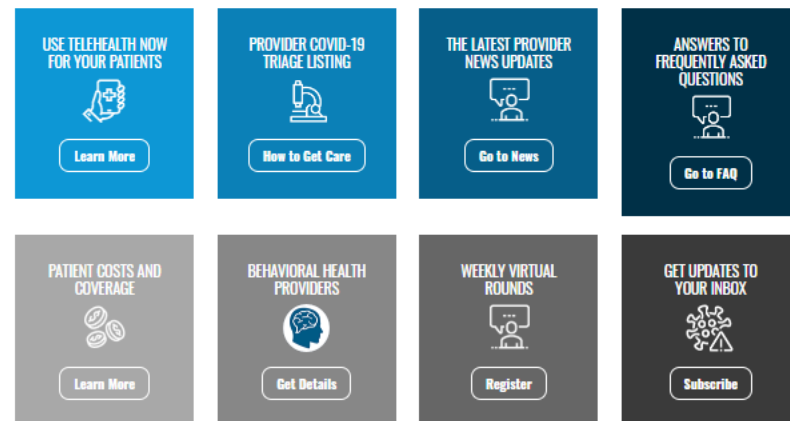 USE TELEHEALTH NOW
FOR YOUR PATIENTS
Learn More
PROVIDER COVID-19
TRIAGE LISTING
How to Get Care
THE LATEST PROVIDER
NEWS UPDATES
Go to News
ANSWERS TO
FREQUENTLY ASKED
QUESTIONS
Go to FAQ
PATIENT COSTS AND
COVERAGE
Learn More
BEHAVIORAL HEALTH
PROVIDERS
Get Details
WEEKLY VIRTUAL
ROUNDS
Register
GET UPDATES TO
YOUR INBOX
Subscribe